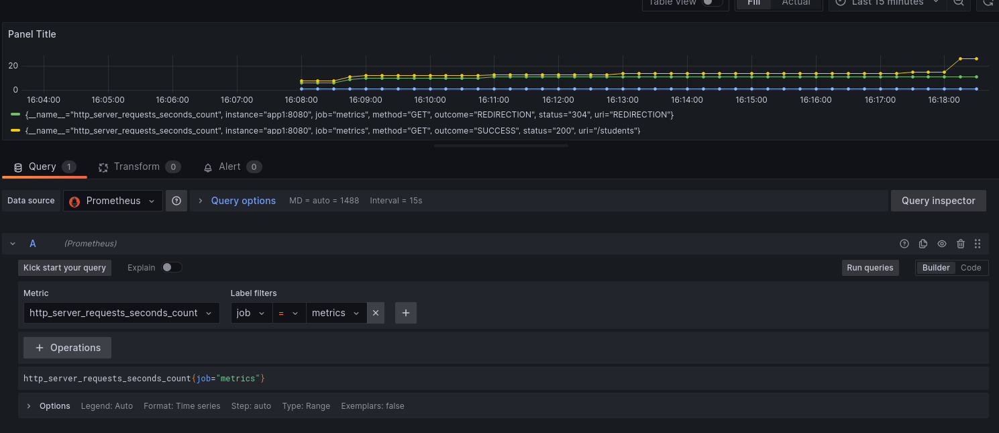 Table view Fill Actual Last 15 minutes
Panel Title
20
0
16:04:00 16:05:00 16:06:00 16:07:00 16:08:00 16:09:00 16:10:00 16:11:00 16:12:00 16:13:00 16:14:00 16:15:00 16:16:00 16:17:00 16:18:00
{__name__="http_server_requests_seconds_count", instance="app1:8080", job="metrics", method="GET", outcome="REDIRECTION", status="304", uri="REDIRECTION"}
{__name__="http_server_requests_seconds_count", instance="app1:8080", job="metrics", method="GET", outcome="SUCCESS", status="200", uri="/students"}
Query 1 Transform 0 Alert 0
Data source Prometheus Query options MD = auto = 1488 Interval = 15s Query inspector
A (Prometheus)
Kick start your query Explain Run queries Builder Code
Metric Label filters
http_server_requests_seconds_count job = metrics
+ Operations
http_server_requests_seconds_count{job="metrics"}
Options Legend: Auto Format: Time series Step: auto Type: Range Exemplars: false